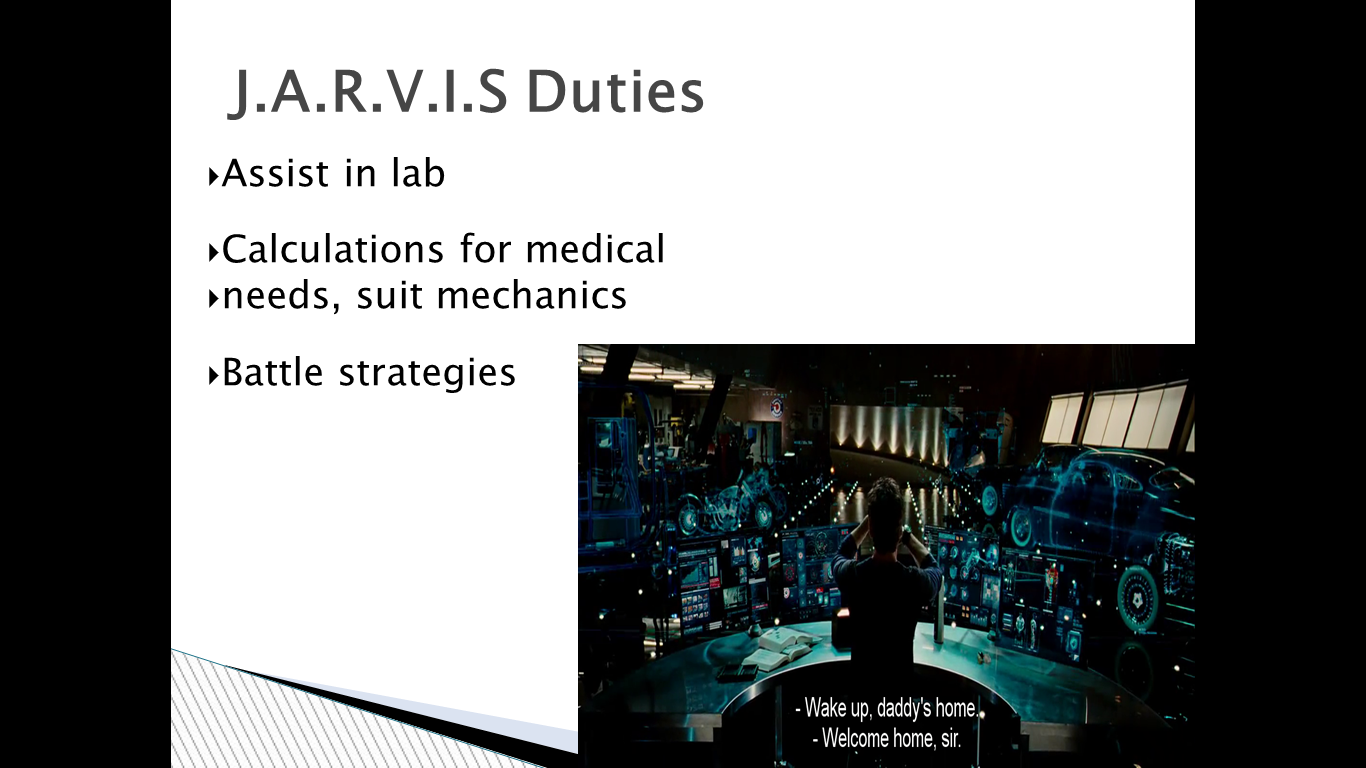 J.A.R.V.I.S Duties
Assist in lab
Calculations for medical
needs, suit mechanics
Battle strategies
- Wake up, daddy's home.
- Welcome home, sir.